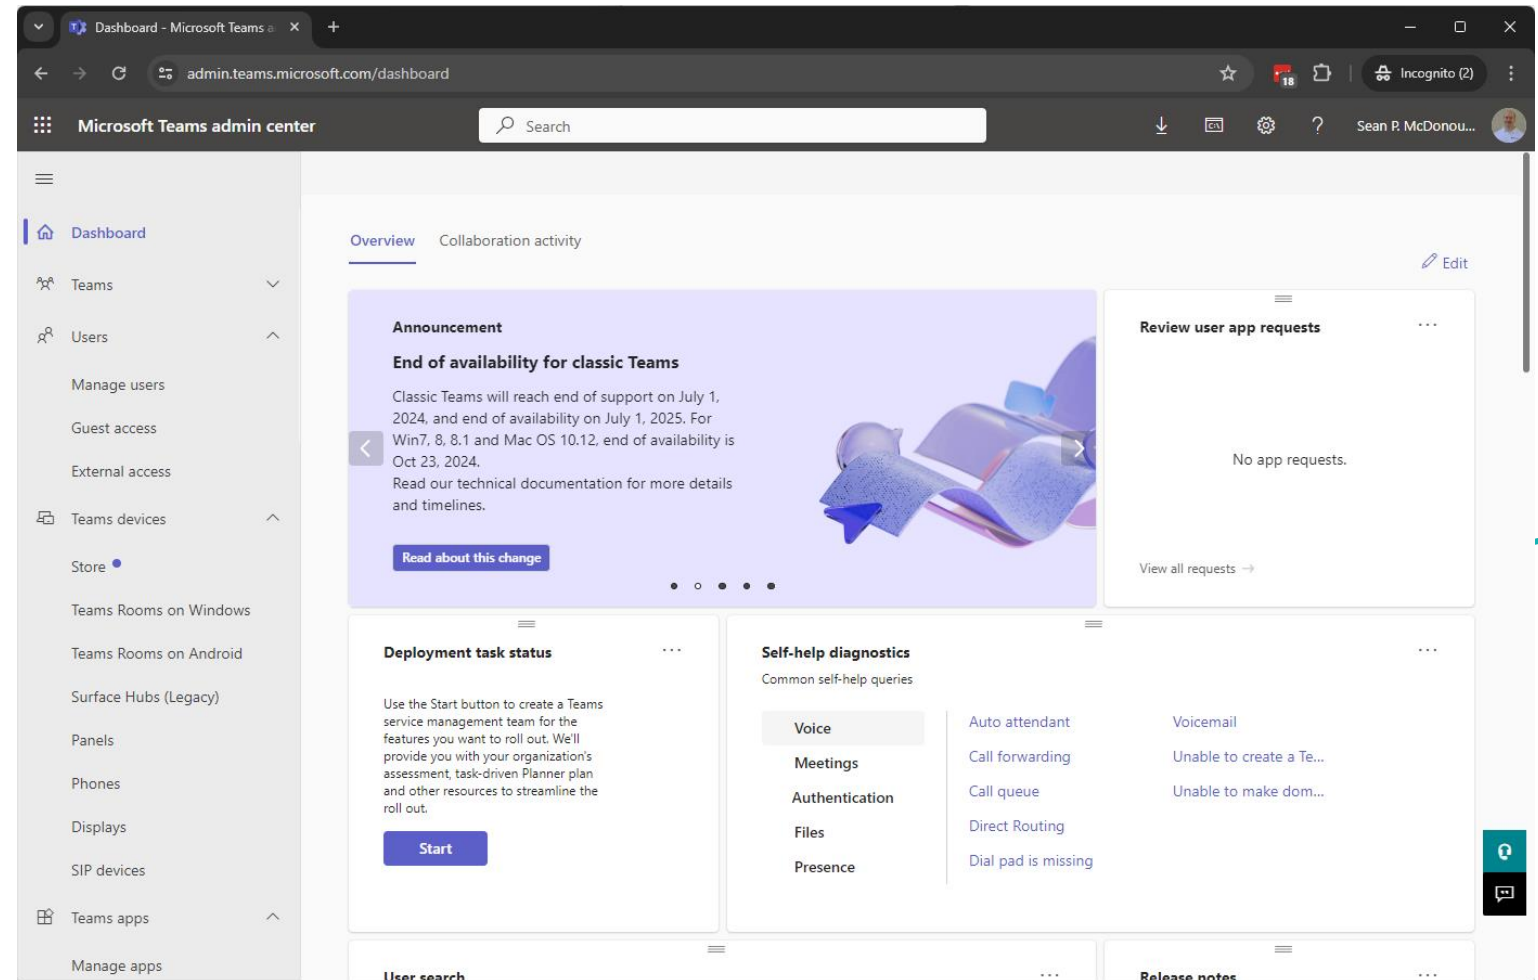 Dashboard - Microsoft Teams a
admin.teams.microsoft.com/dashboard
18
Incognito (2)
Microsoft Teams admin center
Search
C:\
?
Sean P. McDonou...
Dashboard
Teams
Users
Manage users
Guest access
External access
Teams devices
Store
Teams Rooms on Windows
Teams Rooms on Android
Surface Hubs (Legacy)
Panels
Phones
Displays
SIP devices
Teams apps
Manage apps
Overview
Collaboration activity
Edit
Announcement
End of availability for classic Teams
Classic Teams will reach end of support on July 1,
2024, and end of availability on July 1, 2025. For
Win7, 8, 8.1 and Mac OS 10.12, end of availability is
Oct 23, 2024.
Read our technical documentation for more details
and timelines.
Read about this change
Review user app requests
No app requests.
View all requests →
Deployment task status
Use the Start button to create a Teams
service management team for the
features you want to roll out. We'll
provide you with your organization's
assessment, task-driven Planner plan
and other resources to streamline the
roll out.
Start
Self-help diagnostics
Common self-help queries
Voice
Meetings
Authentication
Files
Presence
Auto attendant
Call forwarding
Call queue
Direct Routing
Dial pad is missing
Voicemail
Unable to create a Te...
Unable to make dom...
User search
Release notes